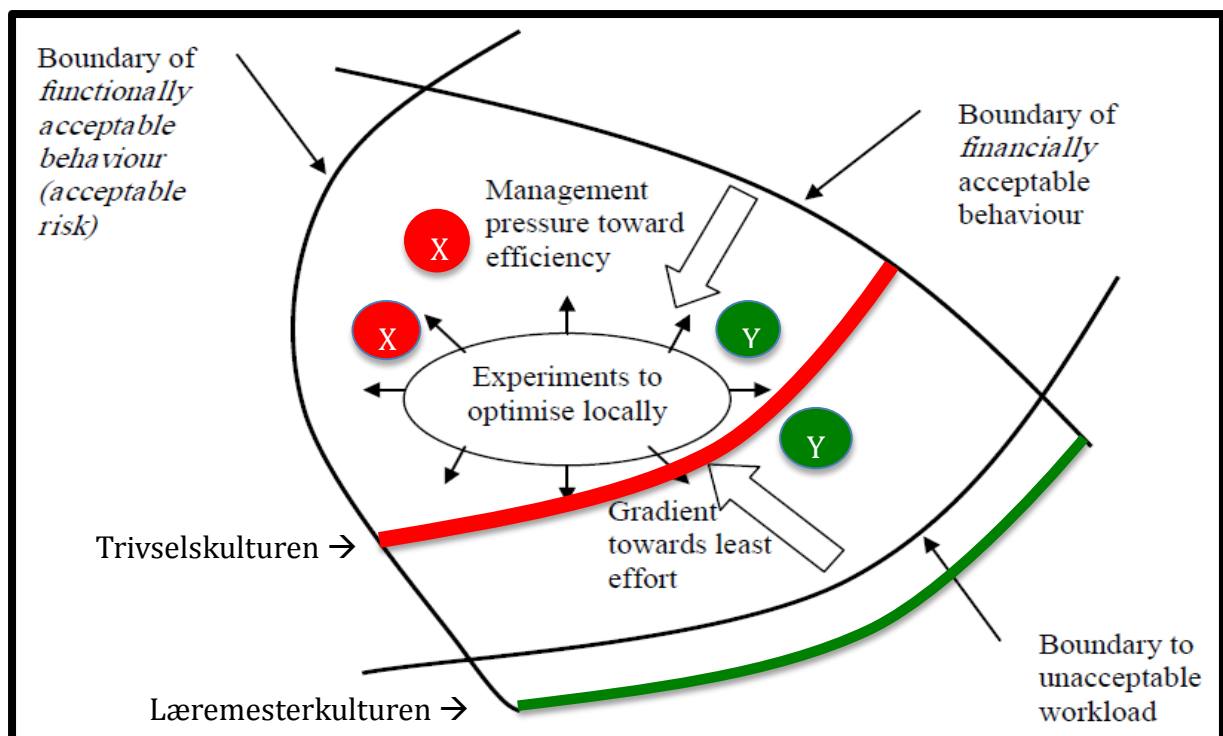 Boundary of
functionally
acceptable
behaviour
(acceptable
risk)
Boundary of
financially
acceptable
behaviour
Management
pressure toward
efficiency
X
X
Y
Experiments to
optimise locally
Y
Gradient
towards least
effort
Trivselskulturen →
Boundary to
unacceptable
workload
Læremesterkulturen →